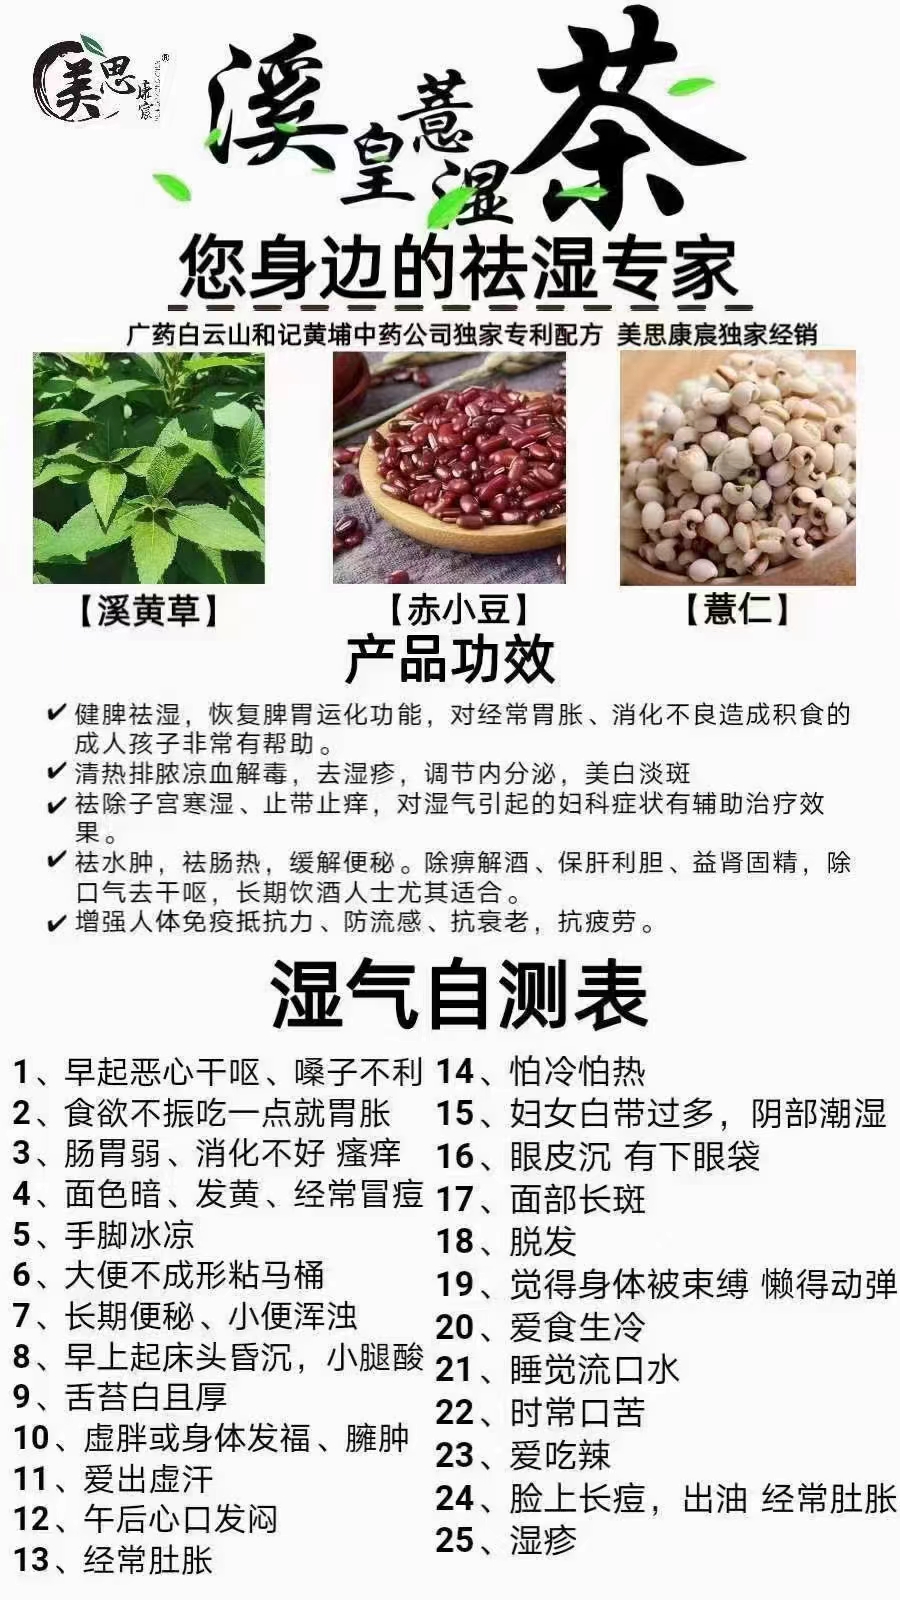 美思康宸®
溪皇薏湿茶
您身边的祛湿专家
广药白云山和记黄埔中药公司独家专利配方 美思康宸独家经销
【溪黄草】
【赤小豆】
【薏仁】
产品功效
✔健脾祛湿，恢复脾胃运化功能，对经常胃胀、消化不良造成积食的
成人孩子非常有帮助。
✔清热排脓凉血解毒，去湿疹，调节内分泌，美白淡斑
✔祛除子宫寒湿、止带止痒，对湿气引起的妇科症状有辅助治疗效
果。
✔祛水肿，祛肠热，缓解便秘。除痹解酒、保肝利胆、益肾固精，除
口气去干呕，长期饮酒人士尤其适合。
✔增强人体免疫抵抗力、防流感、抗衰老，抗疲劳。
湿气自测表
1、早起恶心干呕、嗓子不利
2、食欲不振吃一点就胃胀
3、肠胃弱、消化不好 瘙痒
4、面色暗、发黄、经常冒痘
5、手脚冰凉
6、大便不成形粘马桶
7、长期便秘、小便浑浊
8、早上起床头昏沉，小腿酸
9、舌苔白且厚
10、虚胖或身体发福、臃肿
11、爱出虚汗
12、午后心口发闷
13、经常肚胀
14、怕冷怕热
15、妇女白带过多，阴部潮湿
16、眼皮沉 有下眼袋
17、面部长斑
18、脱发
19、觉得身体被束缚 懒得动弹
20、爱食生冷
21、睡觉流口水
22、时常口苦
23、爱吃辣
24、脸上长痘，出油 经常肚胀
25、湿疹